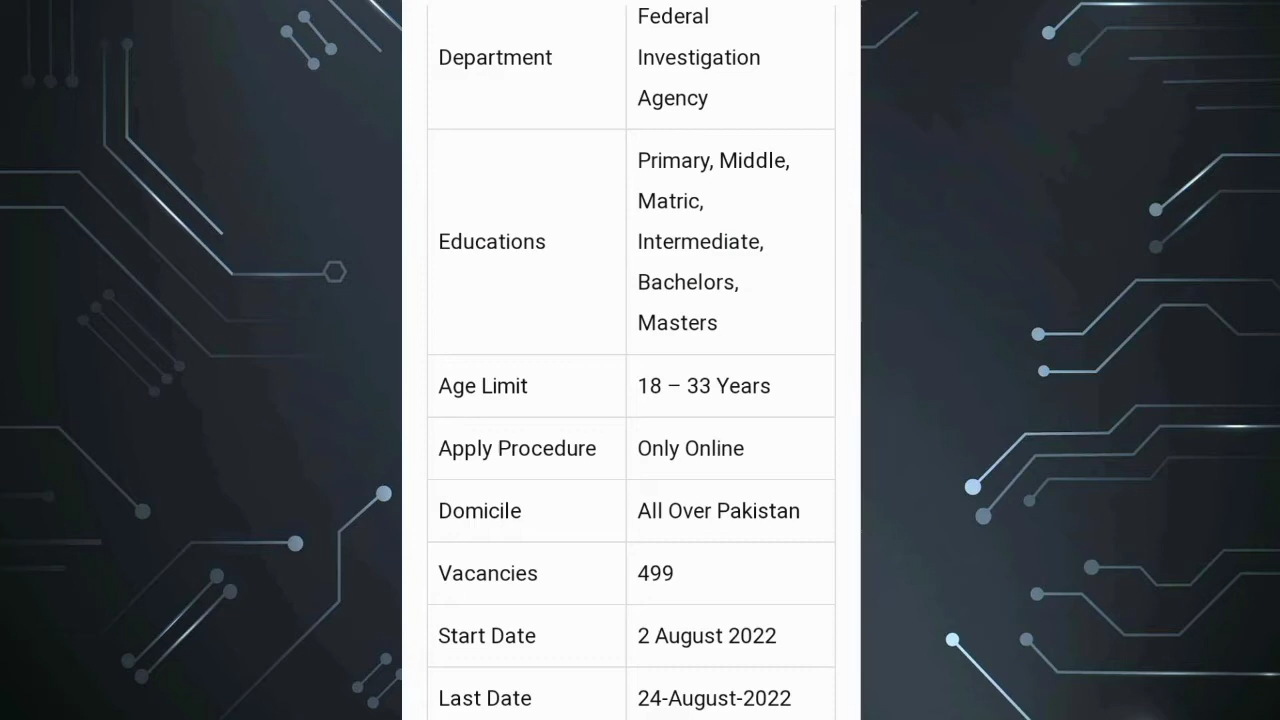 Department
Federal
Investigation
Agency
Educations
Primary, Middle,
Matric,
Intermediate,
Bachelors,
Masters
Age Limit
18 – 33 Years
Apply Procedure
Only Online
Domicile
All Over Pakistan
Vacancies
499
Start Date
2 August 2022
Last Date
24-August-2022